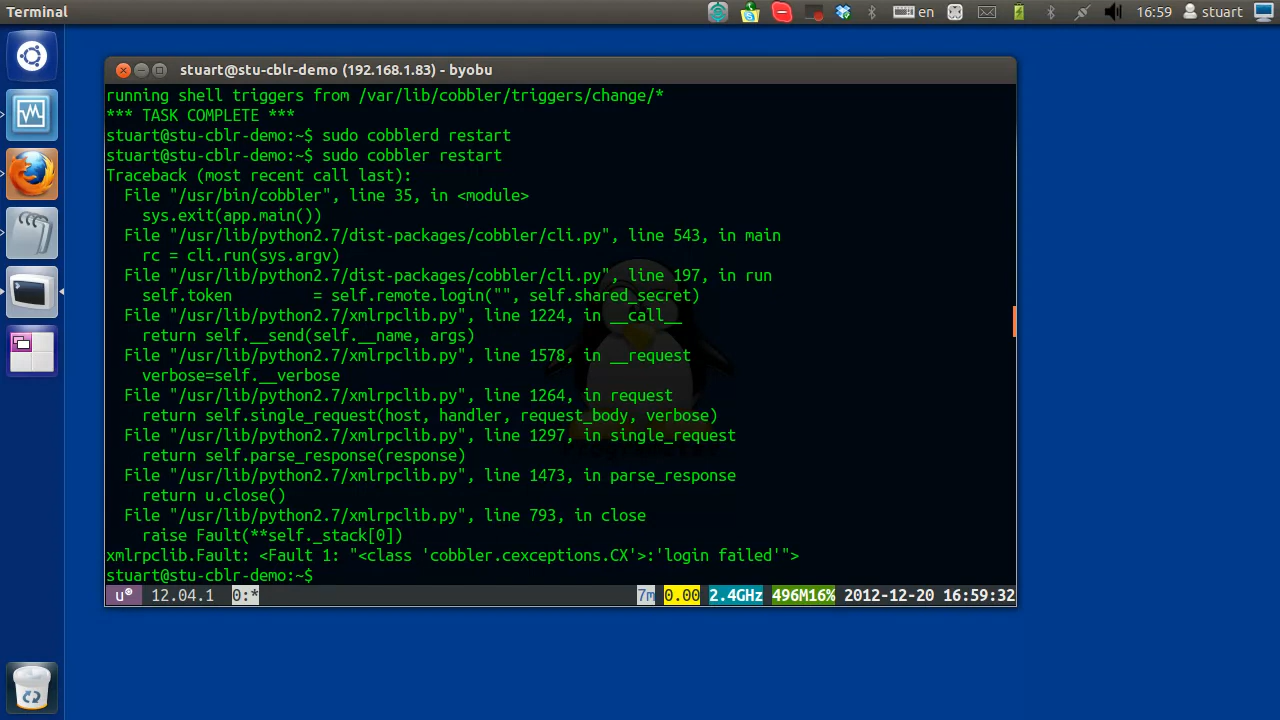 Terminal
en
16:59
stuart
stuart@stu-cblr-demo (192.168.1.83) - byobu
running shell triggers from /var/lib/cobbler/triggers/change/*
*** TASK COMPLETE ***
stuart@stu-cblr-demo:~$ sudo cobblerd restart
stuart@stu-cblr-demo:~$ sudo cobbler restart
Traceback (most recent call last):
  File "/usr/bin/cobbler", line 35, in <module>
    sys.exit(app.main())
  File "/usr/lib/python2.7/dist-packages/cobbler/cli.py", line 543, in main
    rc = cli.run(sys.argv)
  File "/usr/lib/python2.7/dist-packages/cobbler/cli.py", line 197, in run
    self.token         = self.remote.login("", self.shared_secret)
  File "/usr/lib/python2.7/xmlrpclib.py", line 1224, in __call__
    return self.__send(self.__name, args)
  File "/usr/lib/python2.7/xmlrpclib.py", line 1578, in __request
    verbose=self.__verbose
  File "/usr/lib/python2.7/xmlrpclib.py", line 1264, in request
    return self.single_request(host, handler, request_body, verbose)
  File "/usr/lib/python2.7/xmlrpclib.py", line 1297, in single_request
    return self.parse_response(response)
  File "/usr/lib/python2.7/xmlrpclib.py", line 1473, in parse_response
    return u.close()
  File "/usr/lib/python2.7/xmlrpclib.py", line 793, in close
    raise Fault(**self._stack[0])
xmlrpclib.Fault: <Fault 1: "<class 'cobbler.cexceptions.CX'>:'login failed'">
stuart@stu-cblr-demo:~$
u 12.04.1 0:* 7m 0.00 2.4GHz 496M16% 2012-12-20 16:59:32